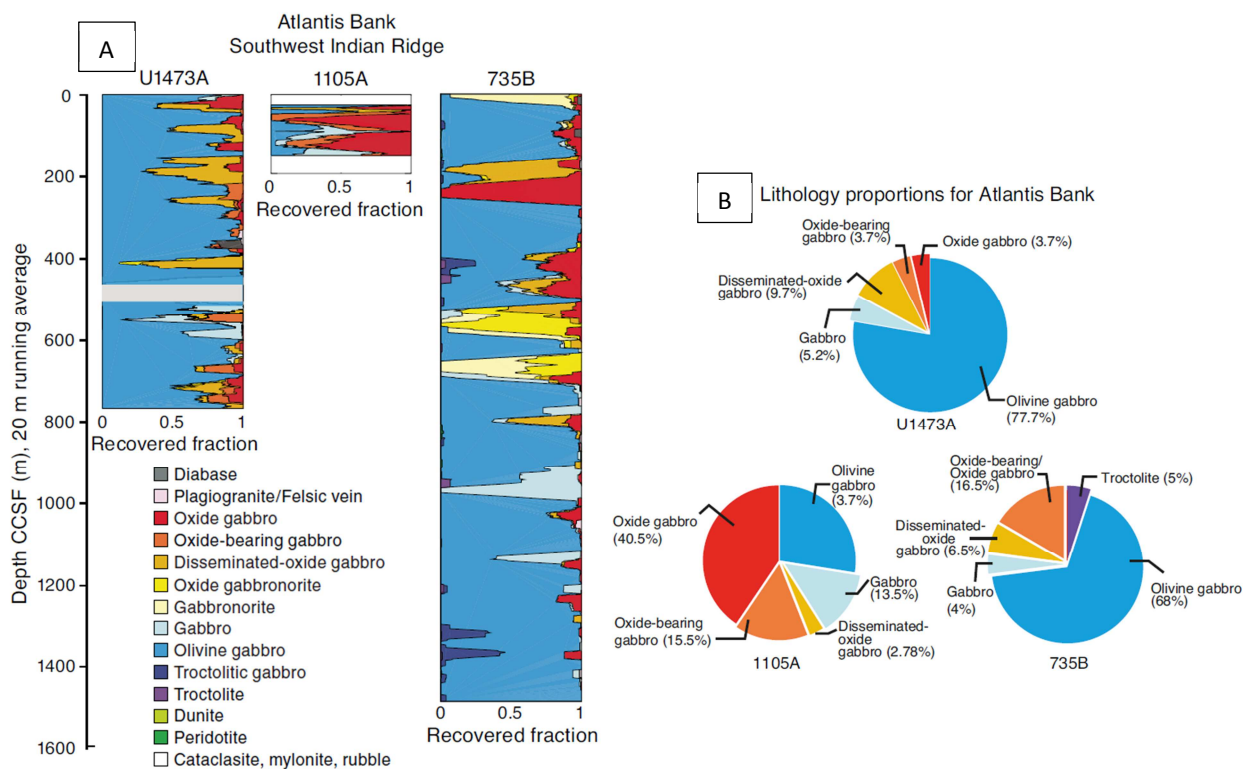 A
Atlantis Bank
Southwest Indian Ridge
U1473A
1105A
735B
0
200
400
600
800
1000
1200
1400
1600
Depth CCSF (m), 20 m running average
0 0.5 1
Recovered fraction
0 0.5 1
Recovered fraction
0 0.5 1
Recovered fraction
Diabase
Plagiogranite/Felsic vein
Oxide gabbro
Oxide-bearing gabbro
Disseminated-oxide gabbro
Oxide gabbronorite
Gabbronorite
Gabbro
Olivine gabbro
Troctolitic gabbro
Troctolite
Dunite
Peridotite
Cataclasite, mylonite, rubble
B
Lithology proportions for Atlantis Bank
Oxide-bearing
gabbro (3.7%)
Oxide gabbro (3.7%)
Disseminated-oxide
gabbro (9.7%)
Gabbro
(5.2%)
Olivine gabbro
(77.7%)
U1473A
Oxide gabbro
(40.5%)
Olivine
gabbro
(3.7%)
Gabbro
(13.5%)
Oxide-bearing
gabbro (15.5%)
Disseminated-
oxide
gabbro (2.78%)
1105A
Oxide-bearing/
Oxide gabbro
(16.5%)
Troctolite (5%)
Disseminated-
oxide
gabbro (6.5%)
Gabbro
(4%)
Olivine gabbro
(68%)
735B